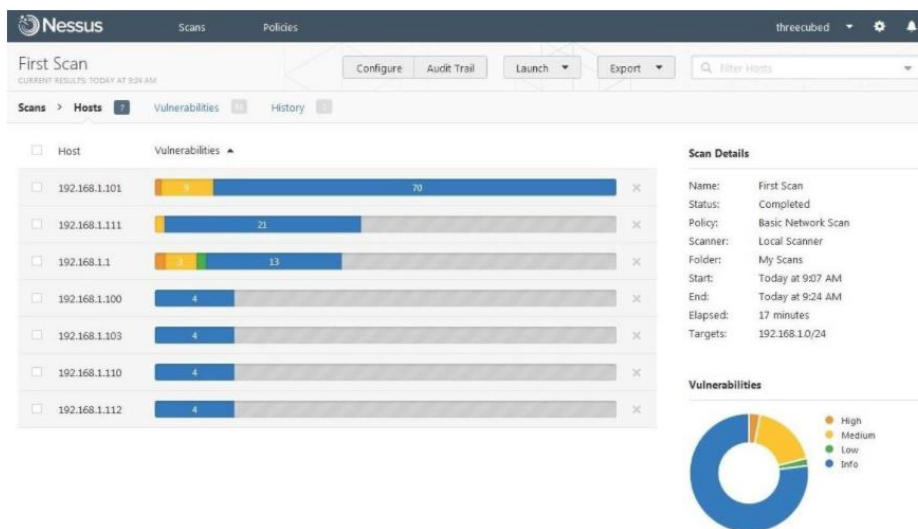 Nessus Scans Policies threecubed
First Scan
CURRENT RESULTS: TODAY AT 9:24 AM
Configure Audit Trail Launch Export Filter Hosts
Scans > Hosts 7 Vulnerabilities History
Host Vulnerabilities
192.168.1.101 9 70
192.168.1.111 21
192.168.1.1 3 13
192.168.1.100 4
192.168.1.103 4
192.168.1.110 4
192.168.1.112 4
Scan Details
Name: First Scan
Status: Completed
Policy: Basic Network Scan
Scanner: Local Scanner
Folder: My Scans
Start: Today at 9:07 AM
End: Today at 9:24 AM
Elapsed: 17 minutes
Targets: 192.168.1.0/24
Vulnerabilities
High
Medium
Low
Info